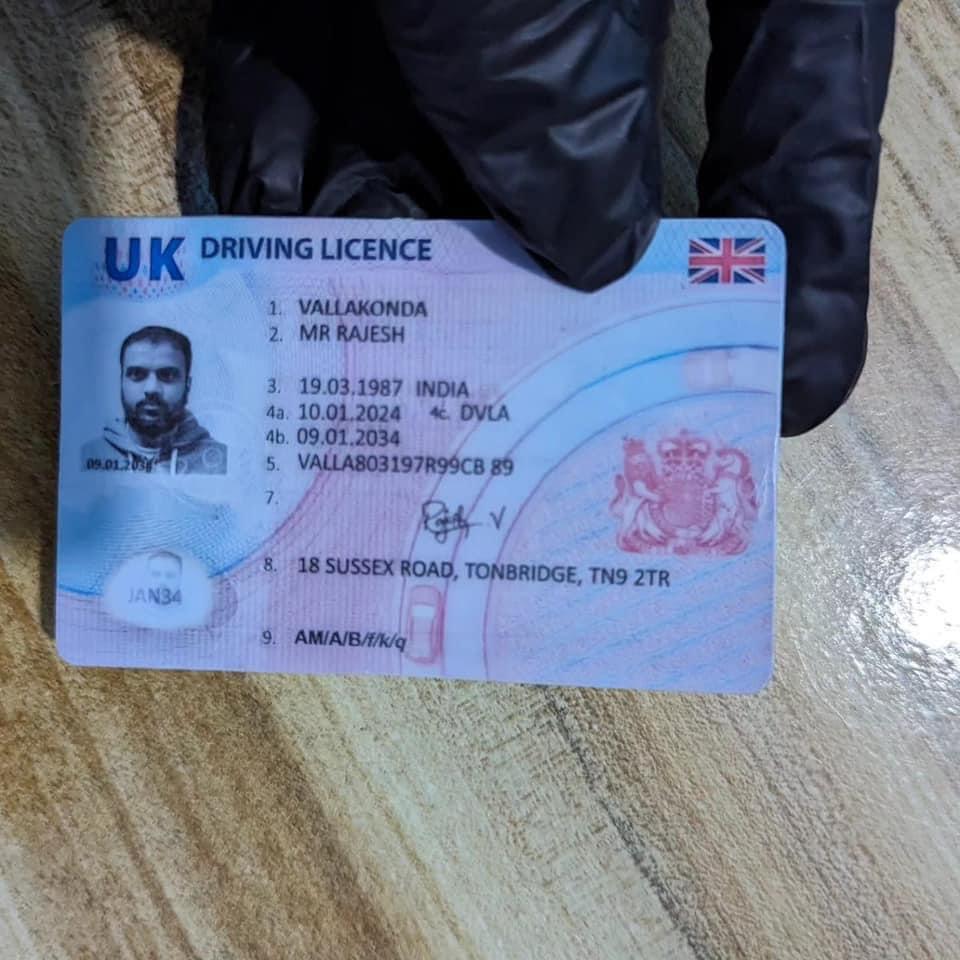 UK DRIVING LICENCE
1. VALLAKONDA
2. MR RAJESH
3. 19.03.1987 INDIA
4a. 10.01.2024 4c. DVLA
4b. 09.01.2034
09.01.2034
5. VALLA803197R99CB 89
7.
8. 18 SUSSEX ROAD, TONBRIDGE, TN9 2TR
JAN34
9. AM/A/B/f/k/q